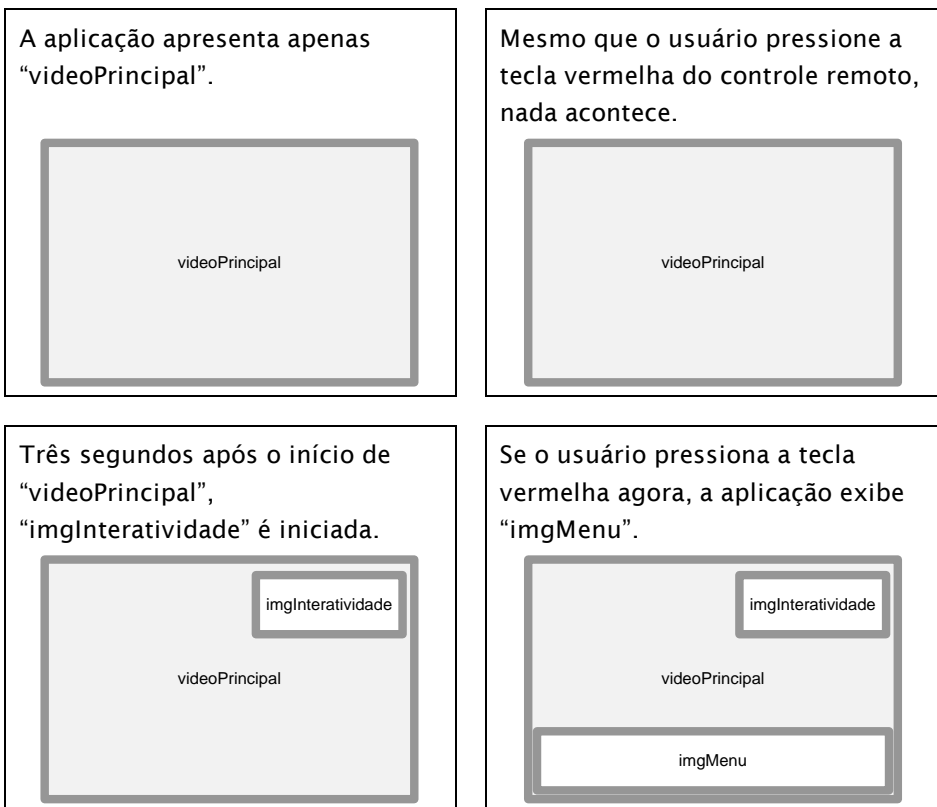 A aplicação apresenta apenas
“videoPrincipal”.
videoPrincipal
Mesmo que o usuário pressione a
tecla vermelha do controle remoto,
nada acontece.
videoPrincipal
Três segundos após o início de
“videoPrincipal”,
“imgInteratividade” é iniciada.
imgInteratividade
videoPrincipal
Se o usuário pressiona a tecla
vermelha agora, a aplicação exibe
“imgMenu”.
imgInteratividade
videoPrincipal
imgMenu